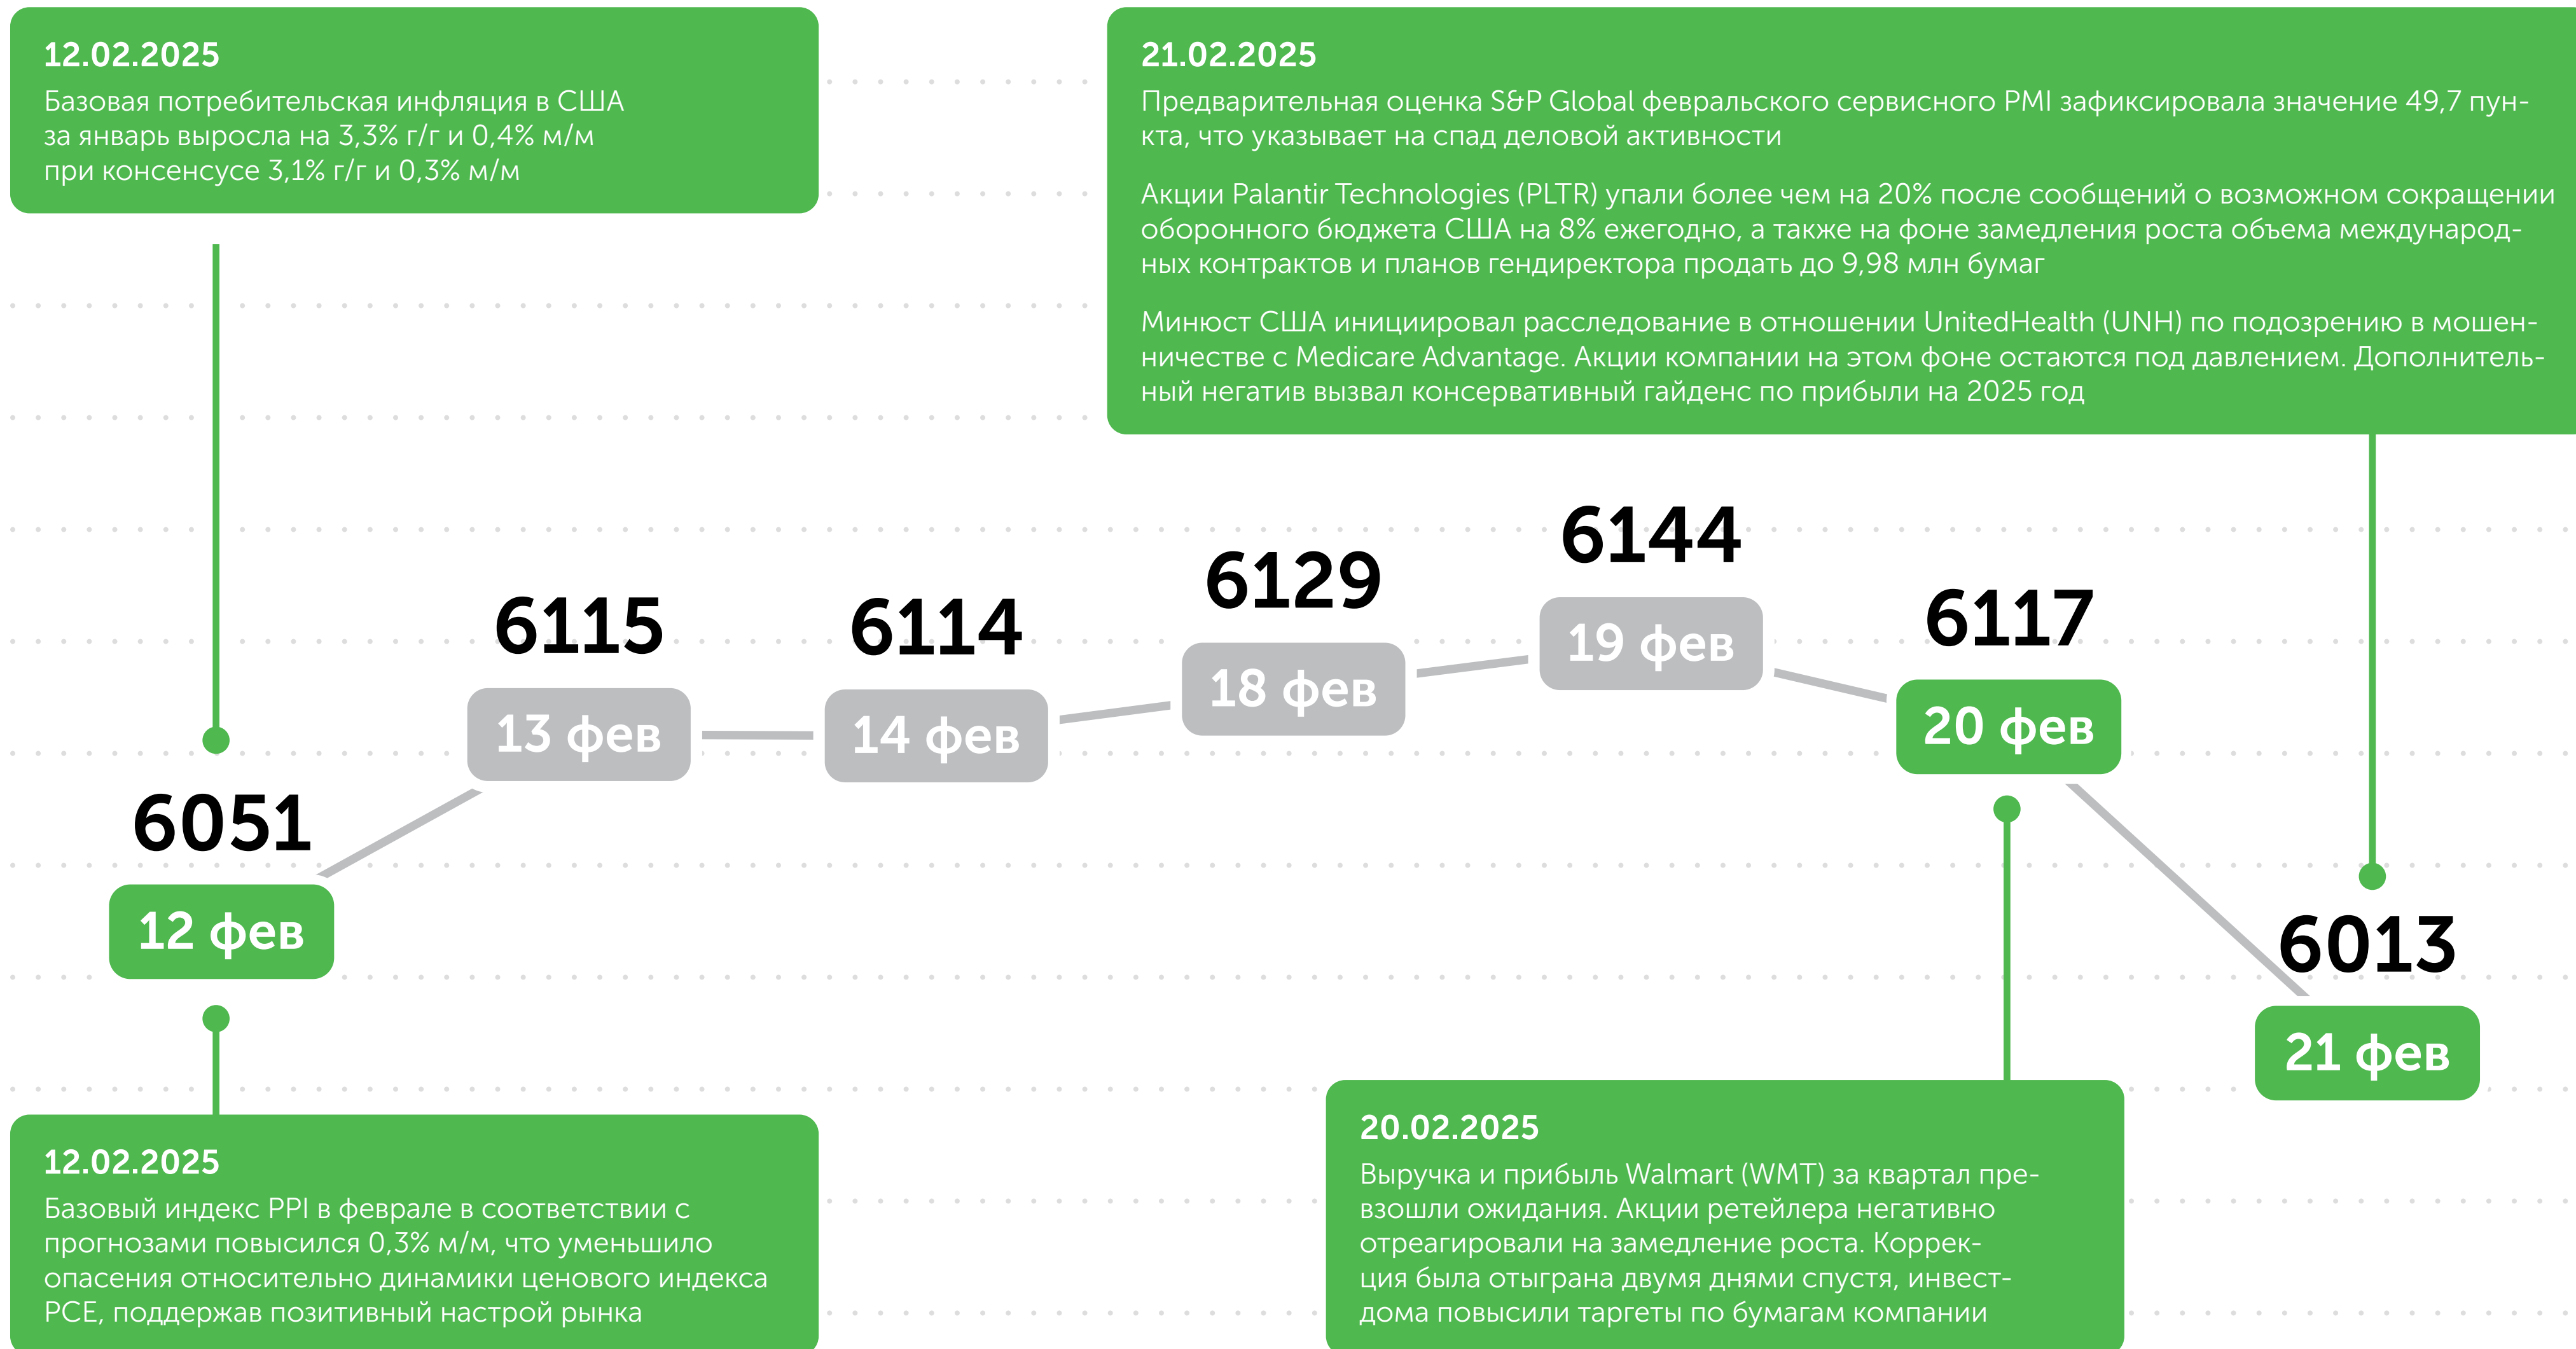 12.02.2025
Базовая потребительская инфляция в США
за январь выросла на 3,3% г/г и 0,4% м/м
при консенсусе 3,1% г/г и 0,3% м/м
21.02.2025
Предварительная оценка S&P Global февральского сервисного PMI зафиксировала значение 49,7 пун-
кта, что указывает на спад деловой активности
Акции Palantir Technologies (PLTR) упали более чем на 20% после сообщений о возможном сокращении
оборонного бюджета США на 8% ежегодно, а также на фоне замедления роста объема международ-
ных контрактов и планов гендиректора продать до 9,98 млн бумаг
Минюст США инициировал расследование в отношении UnitedHealth (UNH) по подозрению в мошен-
ничестве с Medicare Advantage. Акции компании на этом фоне остаются под давлением. Дополнитель-
ный негатив вызвал консервативный гайденс по прибыли на 2025 год
6051
12 фев
6115
13 фев
6114
14 фев
6129
18 фев
6144
19 фев
6117
20 фев
6013
21 фев
12.02.2025
Базовый индекс PPI в феврале в соответствии с
прогнозами повысился 0,3% м/м, что уменьшило
опасения относительно динамики ценового индекса
PCE, поддержав позитивный настрой рынка
20.02.2025
Выручка и прибыль Walmart (WMT) за квартал пре-
взошли ожидания. Акции ретейлера негативно
отреагировали на замедление роста. Коррек-
ция была отыграна двумя днями спустя, инвест-
дома повысили таргеты по бумагам компании